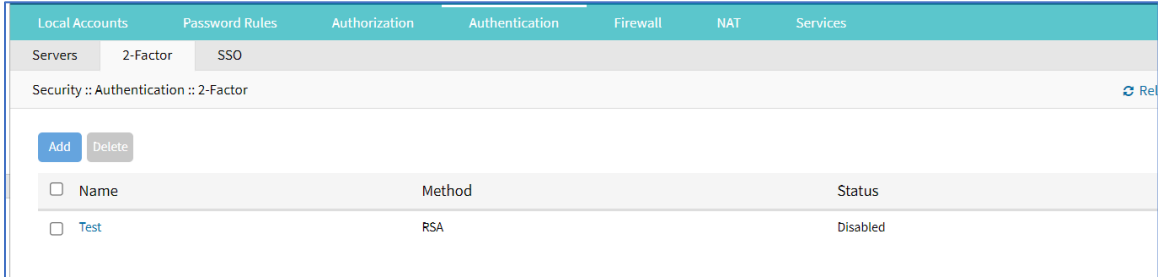 Local Accounts Password Rules Authorization Authentication Firewall NAT Services
Servers 2-Factor SSO
Security :: Authentication :: 2-Factor Rel
Add Delete
Name Method Status
Test RSA Disabled